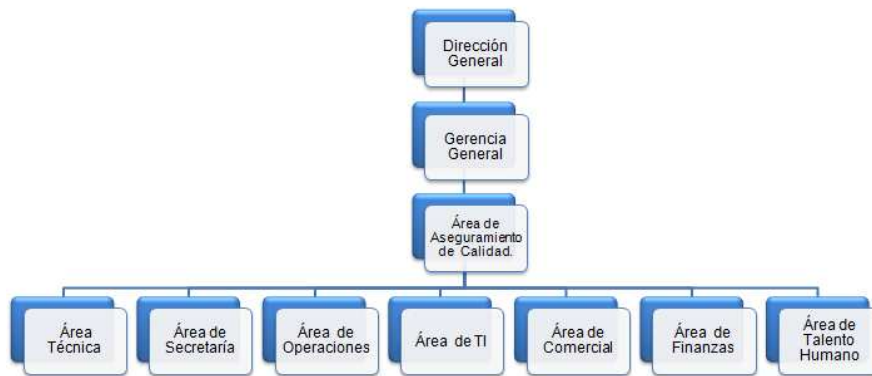 Dirección
General
Gerencia
General
Área de
Aseguramiento
de Calidad.
Área
Técnica
Área de
Secretaría
Área de
Operaciones
Área de TI
Área de
Comercial
Área de
Finanzas
Área de
Talento
Humano